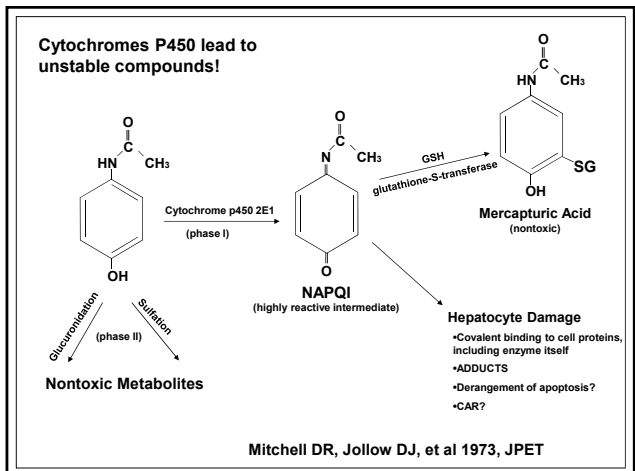 Cytochromes P450 lead to
unstable compounds!
O
C
HN
CH₃
OH
Cytochrome p450 2E1
(phase I)
Glucuronidation
Sulfation
(phase II)
Nontoxic Metabolites
O
C
N
CH₃
O
NAPQI
(highly reactive intermediate)
GSH
glutathione-S-transferase
O
C
HN
CH₃
SG
OH
Mercapturic Acid
(nontoxic)
Hepatocyte Damage
•Covalent binding to cell proteins,
including enzyme itself
•ADDUCTS
•Derangement of apoptosis?
•CAR?
Mitchell DR, Jollow DJ, et al 1973, JPET